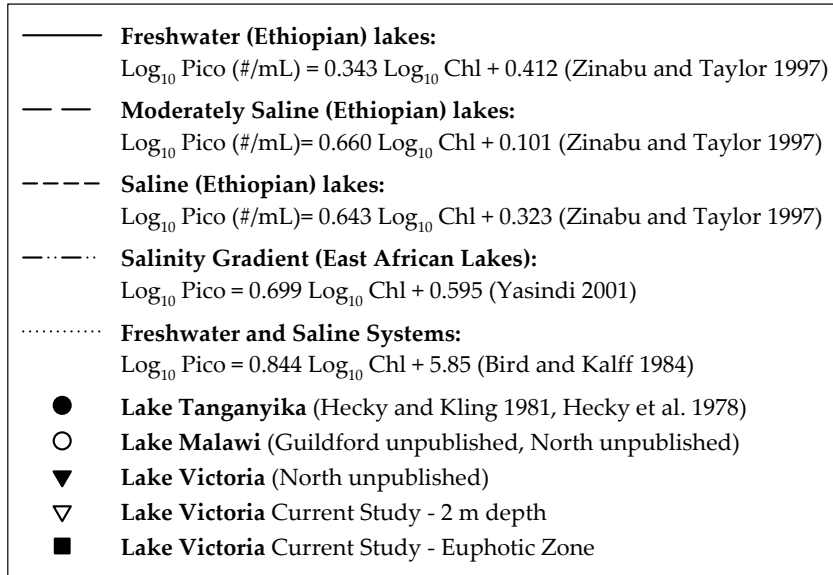 Freshwater (Ethiopian) lakes:
Log₁₀ Pico (#/mL) = 0.343 Log₁₀ Chl + 0.412 (Zinabu and Taylor 1997)
Moderately Saline (Ethiopian) lakes:
Log₁₀ Pico (#/mL)= 0.660 Log₁₀ Chl + 0.101 (Zinabu and Taylor 1997)
Saline (Ethiopian) lakes:
Log₁₀ Pico (#/mL)= 0.643 Log₁₀ Chl + 0.323 (Zinabu and Taylor 1997)
Salinity Gradient (East African Lakes):
Log₁₀ Pico = 0.699 Log₁₀ Chl + 0.595 (Yasindi 2001)
Freshwater and Saline Systems:
Log₁₀ Pico = 0.844 Log₁₀ Chl + 5.85 (Bird and Kalff 1984)
Lake Tanganyika (Hecky and Kling 1981, Hecky et al. 1978)
Lake Malawi (Guildford unpublished, North unpublished)
Lake Victoria (North unpublished)
Lake Victoria Current Study - 2 m depth
Lake Victoria Current Study - Euphotic Zone